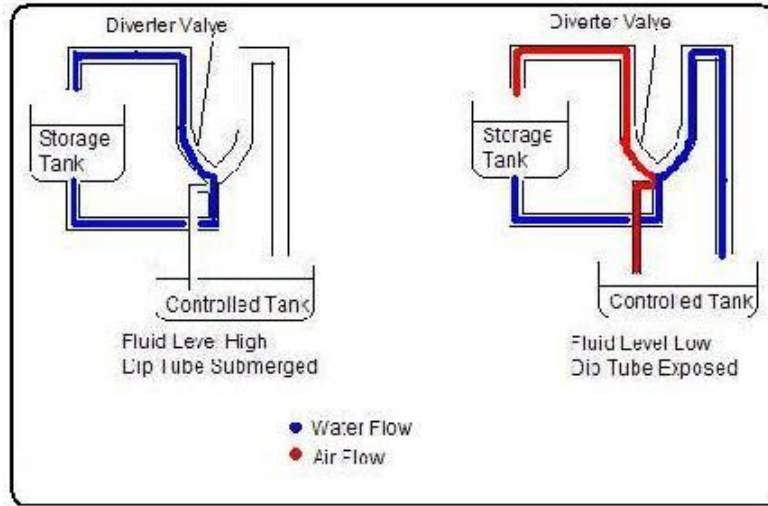 Diverter Valve
Storage
Tank
Controlled Tank
Fluid Level High
Dip Tube Submerged
Diverter Valve
Storage
Tank
Controlled Tank
Fluid Level Low
Dip Tube Exposed
Water Flow
Air Flow